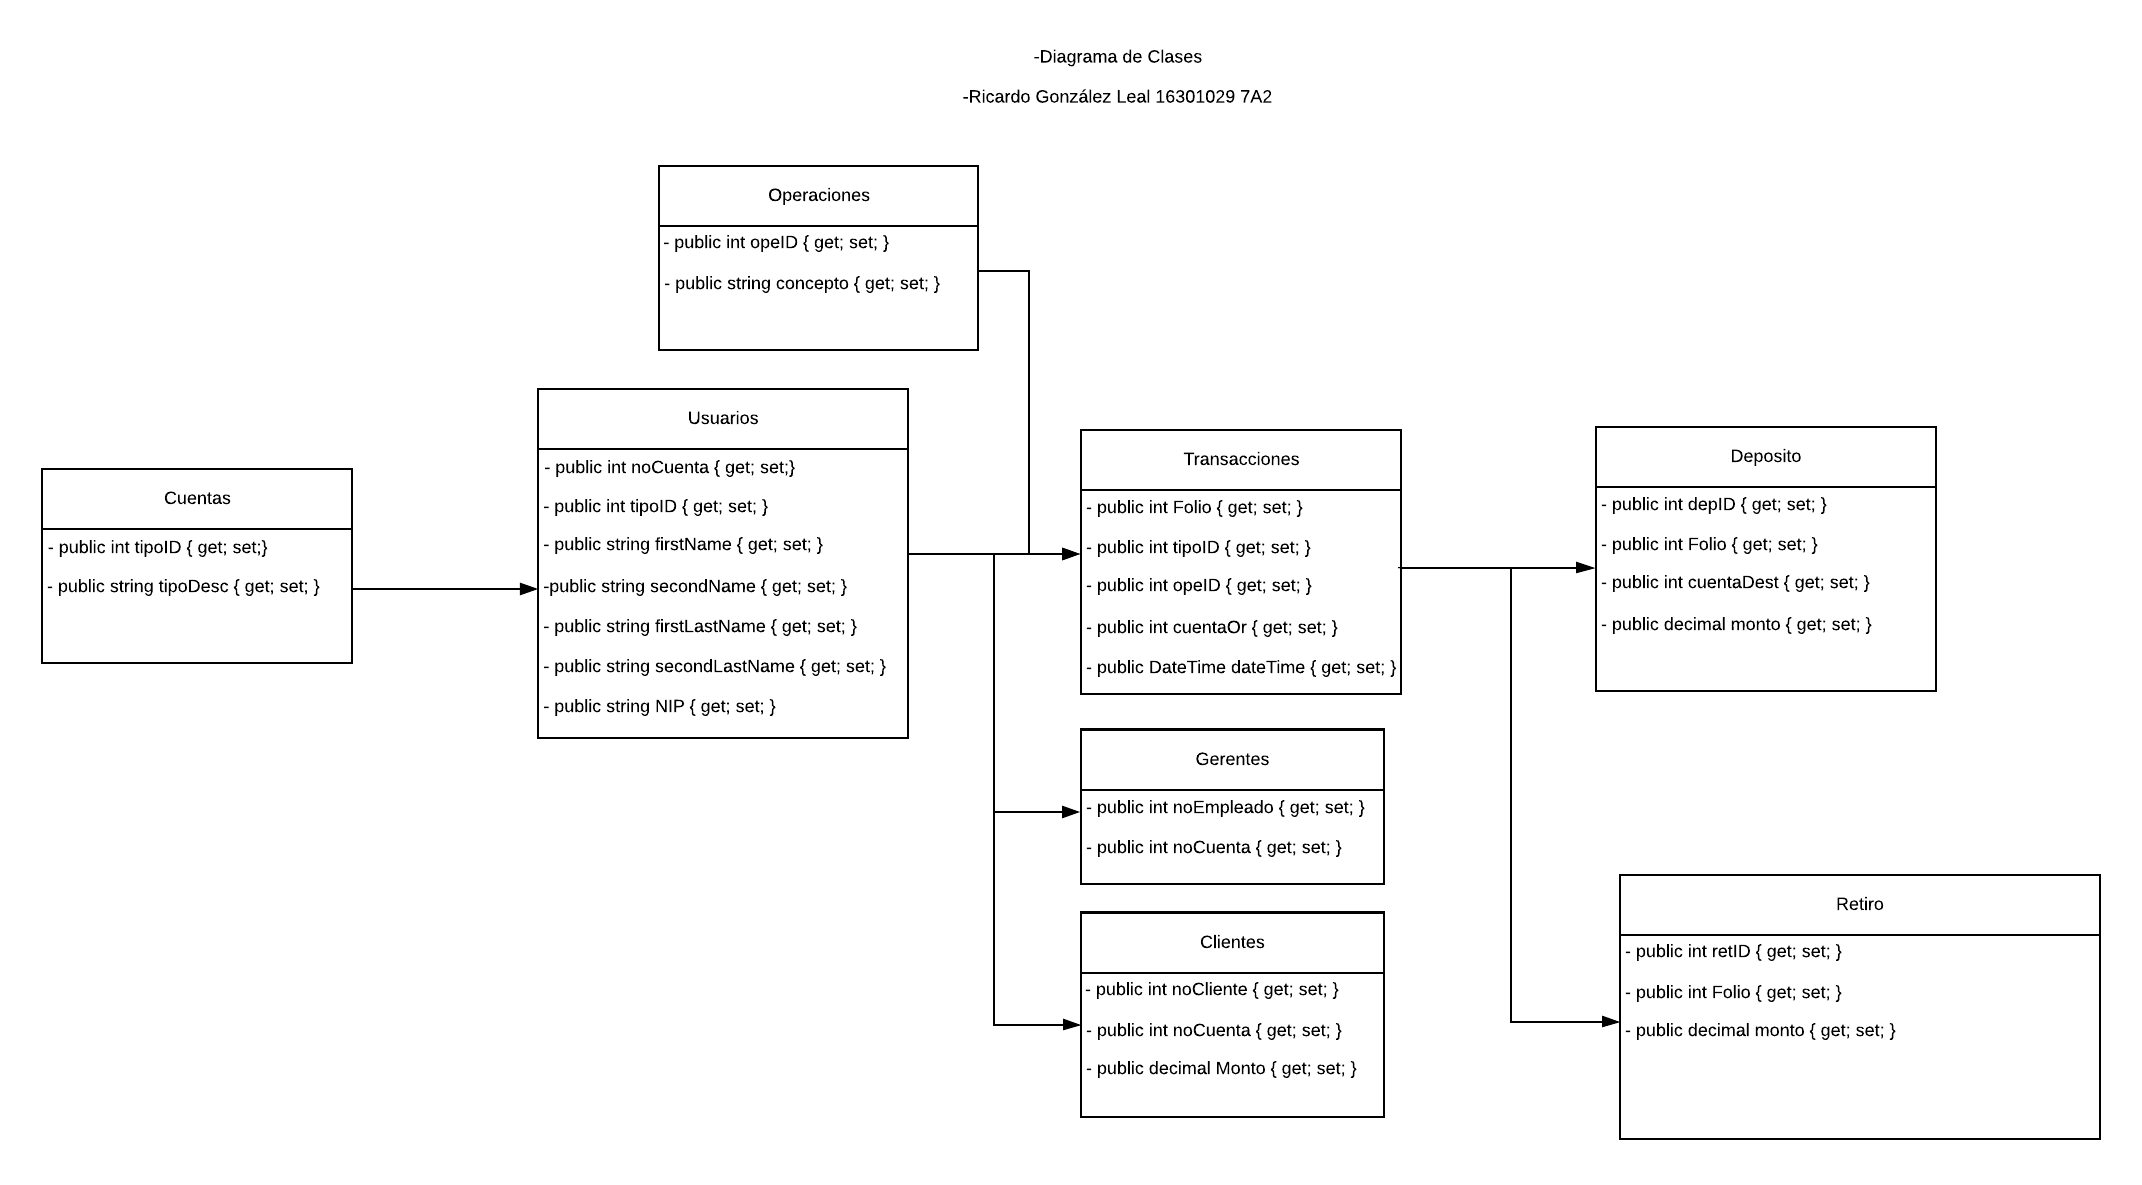 -Diagrama de Clases
-Ricardo González Leal 16301029 7A2
Operaciones
- public int opeID { get; set; }
- public string concepto { get; set; }
Usuarios
- public int noCuenta { get; set;}
- public int tipoID { get; set; }
- public string firstName { get; set; }
-public string secondName { get; set; }
- public string firstLastName { get; set; }
- public string secondLastName { get; set; }
- public string NIP { get; set; }
Cuentas
- public int tipoID { get; set;}
- public string tipoDesc { get; set; }
Transacciones
- public int Folio { get; set; }
- public int tipoID { get; set; }
- public int opeID { get; set; }
- public int cuentaOr { get; set; }
- public DateTime dateTime { get; set; }
Deposito
- public int depID { get; set; }
- public int Folio { get; set; }
- public int cuentaDest { get; set; }
- public decimal monto { get; set; }
Gerentes
- public int noEmpleado { get; set; }
- public int noCuenta { get; set; }
Clientes
- public int noCliente { get; set; }
- public int noCuenta { get; set; }
- public decimal Monto { get; set; }
Retiro
- public int retID { get; set; }
- public int Folio { get; set; }
- public decimal monto { get; set; }